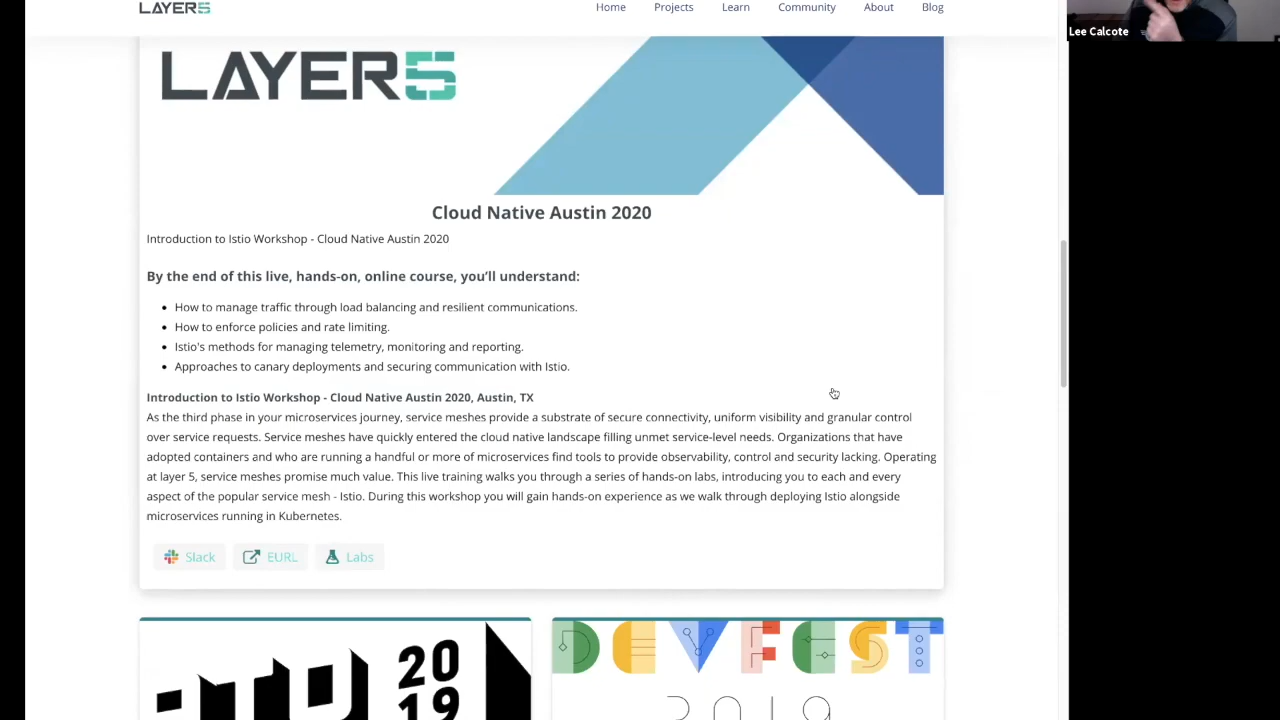 LAYER5
Home Projects Learn Community About Blog
Lee Calcote
LAYER5
Cloud Native Austin 2020
Introduction to Istio Workshop - Cloud Native Austin 2020
By the end of this live, hands-on, online course, you'll understand:
How to manage traffic through load balancing and resilient communications.
How to enforce policies and rate limiting.
Istio's methods for managing telemetry, monitoring and reporting.
Approaches to canary deployments and securing communication with Istio.
Introduction to Istio Workshop - Cloud Native Austin 2020, Austin, TX
As the third phase in your microservices journey, service meshes provide a substrate of secure connectivity, uniform visibility and granular control
over service requests. Service meshes have quickly entered the cloud native landscape filling unmet service-level needs. Organizations that have
adopted containers and who are running a handful or more of microservices find tools to provide observability, control and security lacking. Operating
at layer 5, service meshes promise much value. This live training walks you through a series of hands-on labs, introducing you to each and every
aspect of the popular service mesh - Istio. During this workshop you will gain hands-on experience as we walk through deploying Istio alongside
microservices running in Kubernetes.
Slack EURL Labs
2019
DEVFEST
2019